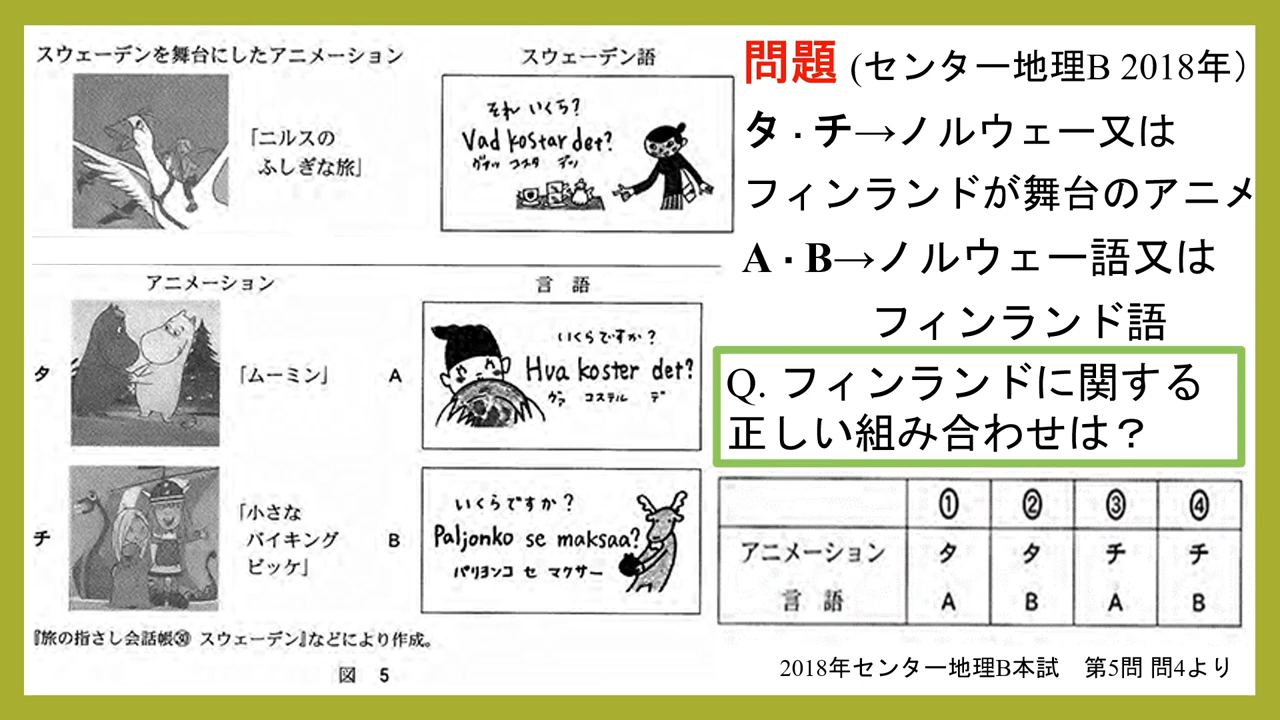 スウェーデンを舞台にしたアニメーション
「ニルスの
ふしぎな旅」
スウェーデン語
それ いくら?
Vad kostar det?
ヴァッ コスタ デッ
アニメーション
言 語
タ
「ムーミン」
A
いくらですか?
Hva koster det?
ヴァ コステル デ
チ
「小さな
バイキング
ビッケ」
B
いくらですか?
Paljonko se maksaa?
パリヨンコ セ マクサー
『旅の指さし会話帳㉚ スウェーデン』などにより作成。
図 5
問題 (センター地理B 2018年)
タ・チ→ノルウェー又は
フィンランドが舞台のアニメ
A・B→ノルウェー語又は
フィンランド語
Q. フィンランドに関する
正しい組み合わせは？
① ② ③ ④
アニメーション タ タ チ チ
言 語 A B A B
2018年センター地理B本試　第5問 問4より